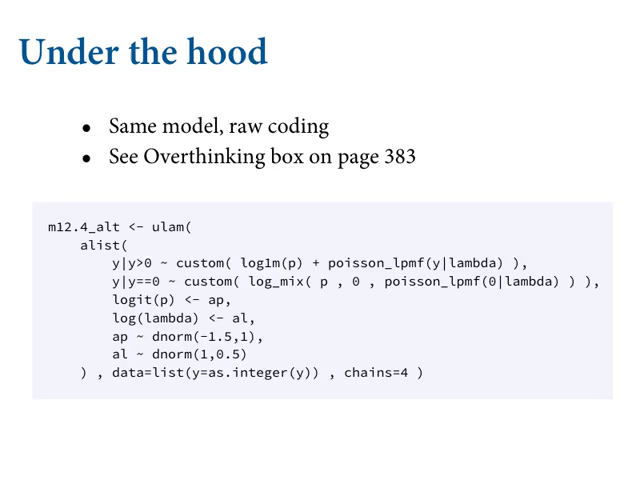 Under the hood
• Same model, raw coding
• See Overthinking box on page 383
m12.4_alt <- ulam(
    alist(
        y|y>0 ~ custom( log1m(p) + poisson_lpmf(y|lambda) ),
        y|y==0 ~ custom( log_mix( p , 0 , poisson_lpmf(0|lambda) ) ),
        logit(p) <- ap,
        log(lambda) <- al,
        ap ~ dnorm(-1.5,1),
        al ~ dnorm(1,0.5)
    ) , data=list(y=as.integer(y)) , chains=4 )